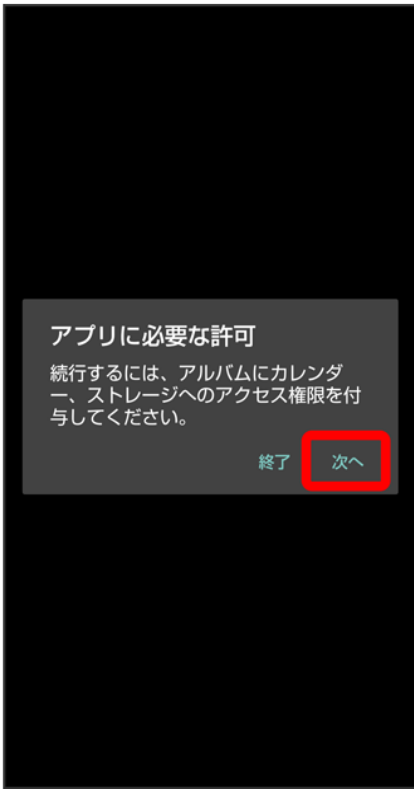 アプリに必要な許可
続行するには、アルバムにカレンダ
ー、ストレージへのアクセス権限を付
与してください。
終了 次へ